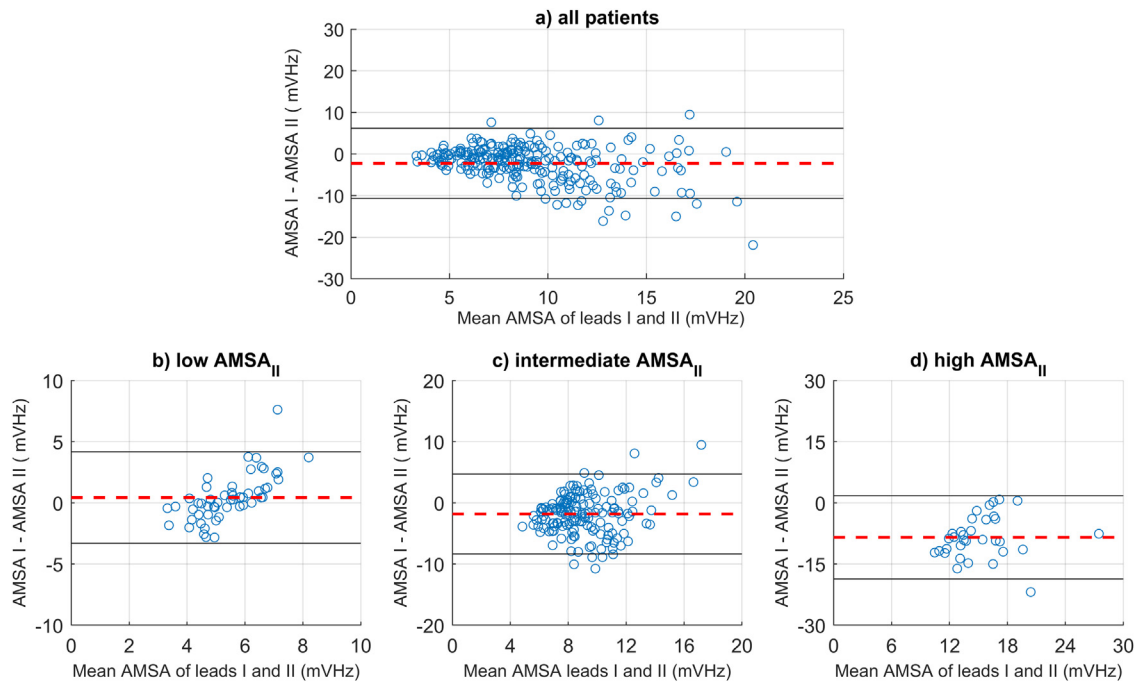 a) all patients
AMSA I - AMSA II ( mVHz)
30
20
10
0
-10
-20
-30
0 5 10 15 20 25
Mean AMSA of leads I and II (mVHz)
b) low AMSA_II
AMSA I - AMSA II ( mVHz)
10
5
0
-5
-10
0 2 4 6 8 10
Mean AMSA of leads I and II (mVHz)
c) intermediate AMSA_II
AMSA I - AMSA II ( mVHz)
20
10
0
-10
-20
0 4 8 12 16 20
Mean AMSA of leads I and II (mVHz)
d) high AMSA_II
AMSA I - AMSA II ( mVHz)
30
15
0
-15
-30
0 6 12 18 24 30
Mean AMSA of leads I and II (mVHz)